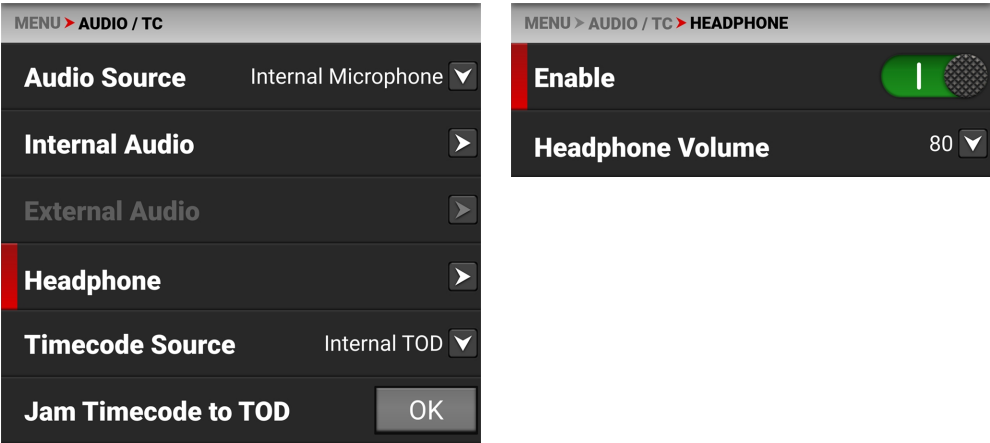 MENU > AUDIO / TC
Audio Source Internal Microphone
Internal Audio
External Audio
Headphone
Timecode Source Internal TOD
Jam Timecode to TOD OK
MENU > AUDIO / TC > HEADPHONE
Enable
Headphone Volume 80